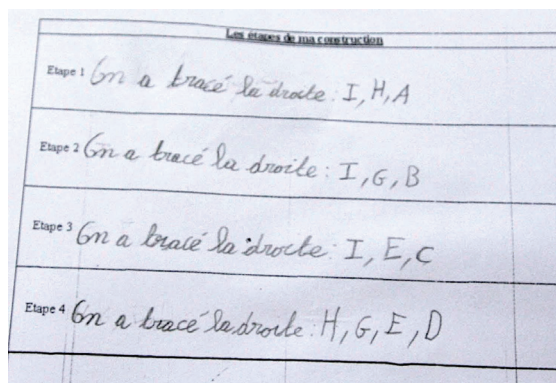 Les étapes de ma construction
Etape 1 On a tracé la droite : I, H, A
Etape 2 On a tracé la droite : I, G, B
Etape 3 On a tracé la droite : I, E, C
Etape 4 On a tracé la droite : H, G, E, D